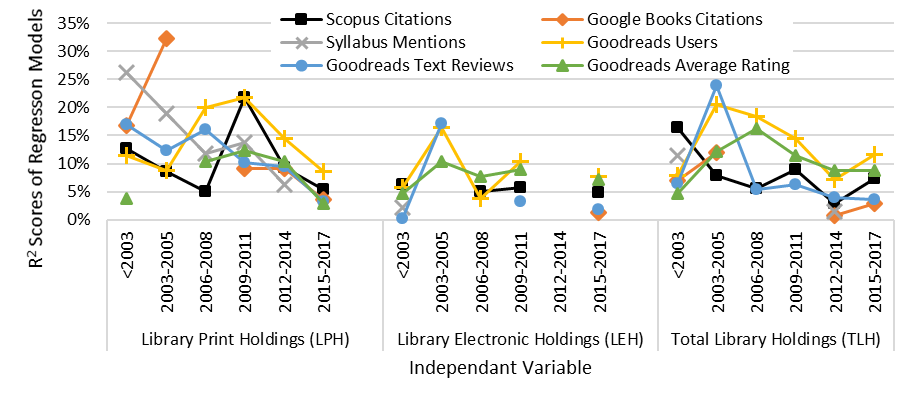 R2 Scores of Regresson Models
35%
30%
25%
20%
15%
10%
5%
0%
Scopus Citations
Google Books Citations
Syllabus Mentions
Goodreads Users
Goodreads Text Reviews
Goodreads Average Rating
<2003
2003-2005
2006-2008
2009-2011
2012-2014
2015-2017
<2003
2003-2005
2006-2008
2009-2011
2012-2014
2015-2017
<2003
2003-2005
2006-2008
2009-2011
2012-2014
2015-2017
Library Print Holdings (LPH)
Library Electronic Holdings (LEH)
Total Library Holdings (TLH)
Independant Variable